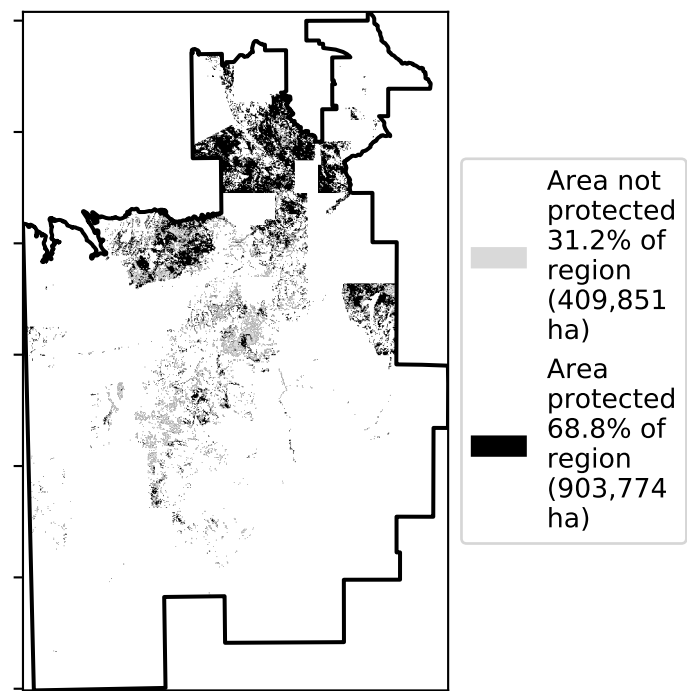 Area not
protected
31.2% of
region
(409,851
ha)
Area
protected
68.8% of
region
(903,774
ha)